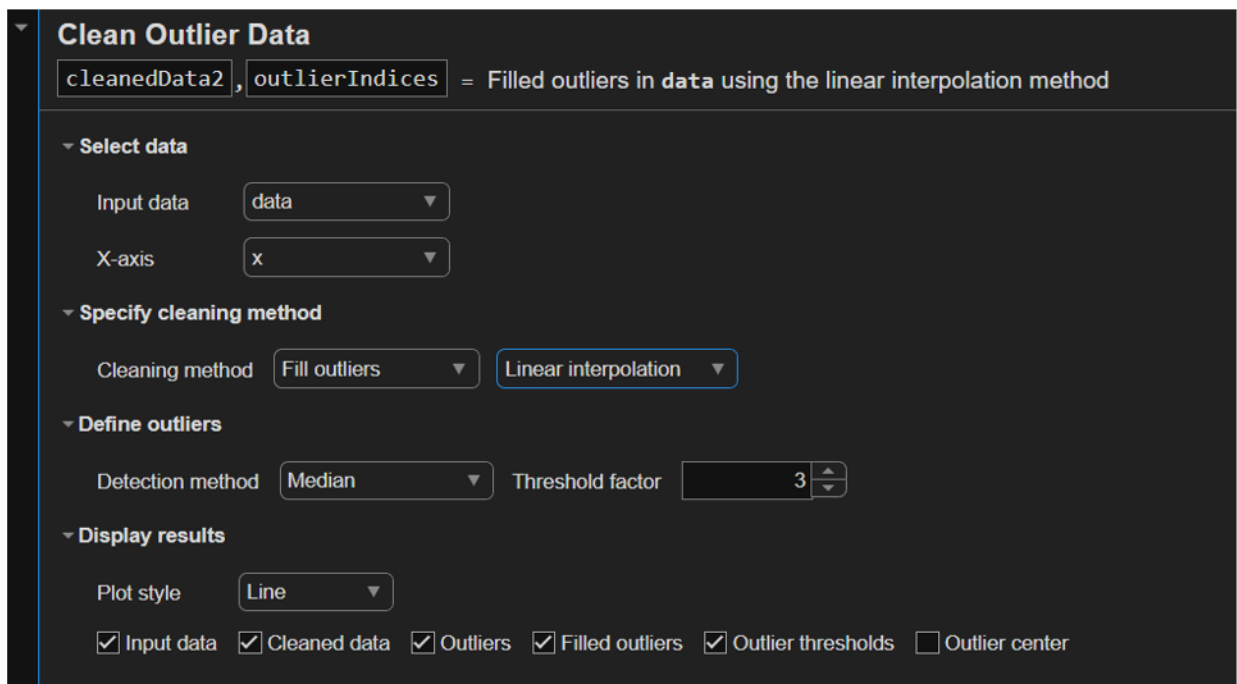 Clean Outlier Data
cleanedData2 , outlierIndices = Filled outliers in data using the linear interpolation method
Select data
Input data data
X-axis x
Specify cleaning method
Cleaning method Fill outliers Linear interpolation
Define outliers
Detection method Median Threshold factor 3
Display results
Plot style Line
Input data Cleaned data Outliers Filled outliers Outlier thresholds Outlier center